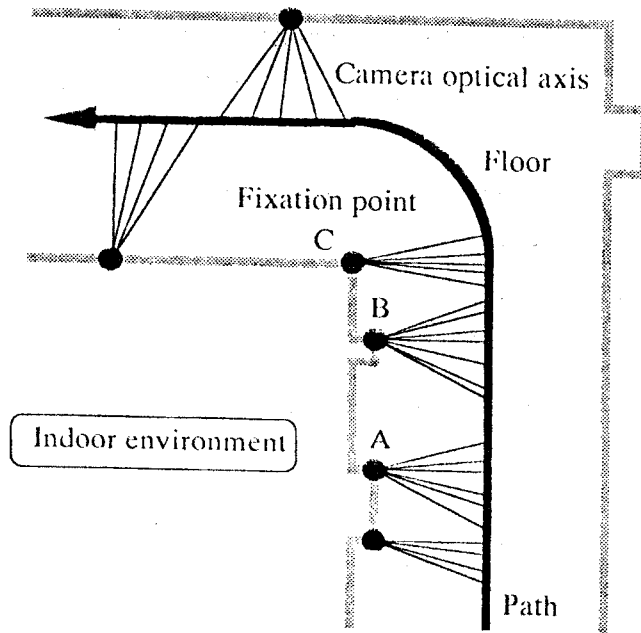 Camera optical axis
Floor
Fixation point
C
B
A
Indoor environment
Path